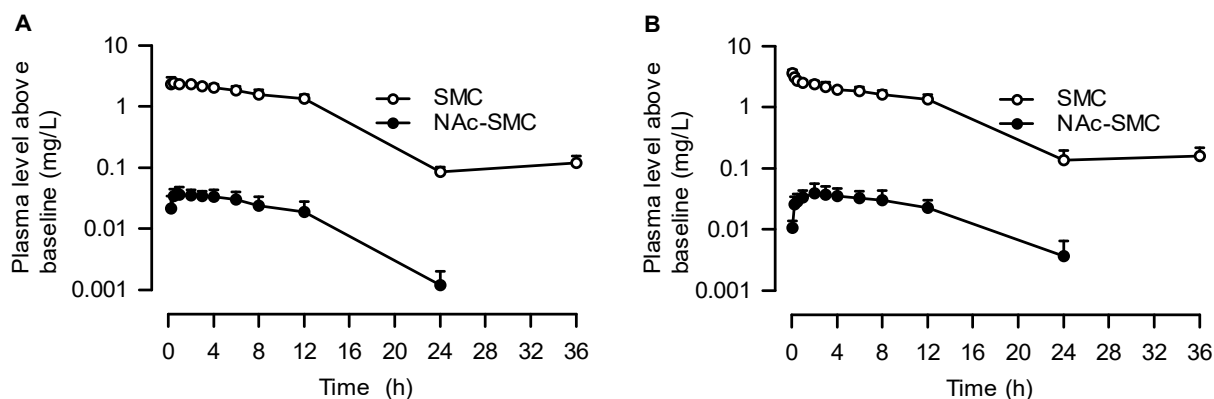 A
Plasma level above
baseline (mg/L)
10
1
0.1
0.01
0.001
SMC
NAc-SMC
0 4 8 12 16 20 24 28 32 36
Time (h)
B
Plasma level above
baseline (mg/L)
10
1
0.1
0.01
0.001
SMC
NAc-SMC
0 4 8 12 16 20 24 28 32 36
Time (h)